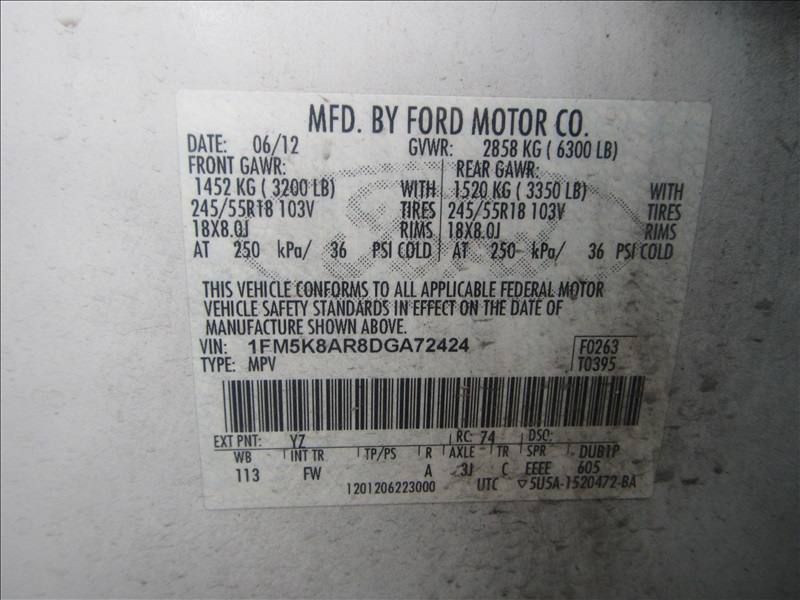 MFD. BY FORD MOTOR CO.
DATE: 06/12 GVWR: 2858 KG ( 6300 LB)
FRONT GAWR: REAR GAWR:
1452 KG ( 3200 LB) WITH 1520 KG ( 3350 LB) WITH
245/55R18 103V TIRES 245/55R18 103V TIRES
18X8.0J RIMS 18X8.0J RIMS
AT 250 kPa/ 36 PSI COLD AT 250 kPa/ 36 PSI COLD
THIS VEHICLE CONFORMS TO ALL APPLICABLE FEDERAL MOTOR
VEHICLE SAFETY STANDARDS IN EFFECT ON THE DATE OF
MANUFACTURE SHOWN ABOVE.
VIN: 1FM5K8AR8DGA72424 F0263
TYPE: MPV T0395
EXT PNT: YZ RC: 74 DSO:
WB INT TR TP/PS R AXLE TR SPR DUB1P
113 FW A 3J C EEEE 605
1201206223000 UTC ▽5U5A-1520472-BA